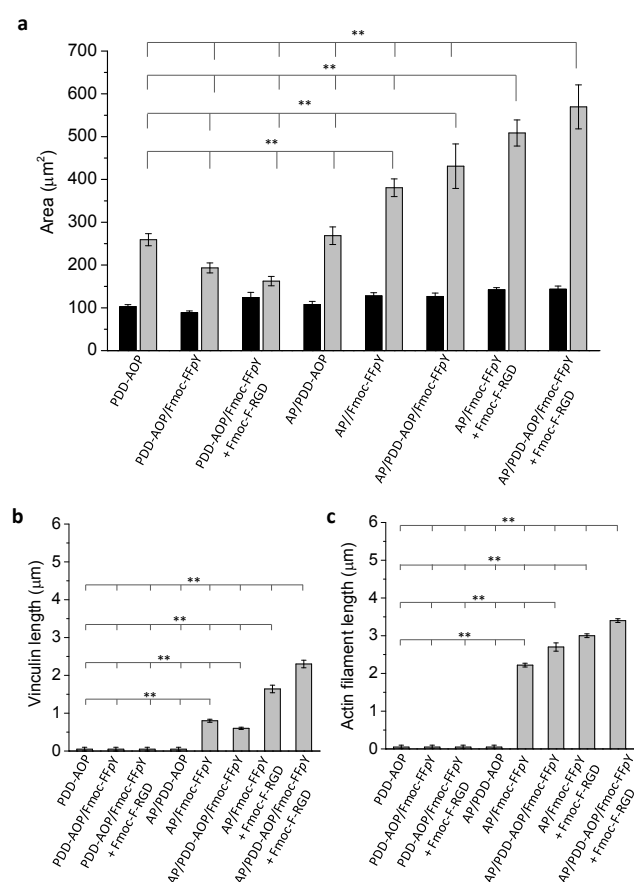 a
**
**
**
**
700
600
500
400
300
200
100
0
Area (μm²)
PDD-AOP
PDD-AOP/Fmoc-FFpY
PDD-AOP/Fmoc-FFpY
+ Fmoc-F-RGD
AP/PDD-AOP
AP//Fmoc-FFpY
AP/PDD-AOP/Fmoc-FFpY
AP/Fmoc-FFpY
+ Fmoc-F-RGD
AP/PDD-AOP/Fmoc-FFpY
+ Fmoc-F-RGD
b
6
5
4
3
2
1
0
Vinculin length (μm)
**
**
**
**
PDD-AOP
PDD-AOP/Fmoc-FFpY
PDD-AOP/Fmoc-FFpY
+ Fmoc-F-RGD
AP/PDD-AOP
AP/Fmoc-FFpY
AP/PDD-AOP/Fmoc-FFpY
AP/Fmoc-FFpY
+ Fmoc-F-RGD
AP/PDD-AOP/Fmoc-FFpY
+ Fmoc-F-RGD
c
6
5
4
3
2
1
0
Actin filament length (μm)
**
**
**
**
PDD-AOP
PDD-AOP/Fmoc-FFpY
PDD-AOP/Fmoc-FFpY
+ Fmoc-F-RGD
AP/PDD-AOP
AP/Fmoc-FFpY
AP/PDD-AOP/Fmoc-FFpY
AP/Fmoc-FFpY
+ Fmoc-F-RGD
AP/PDD-AOP/Fmoc-FFpY
+ Fmoc-F-RGD